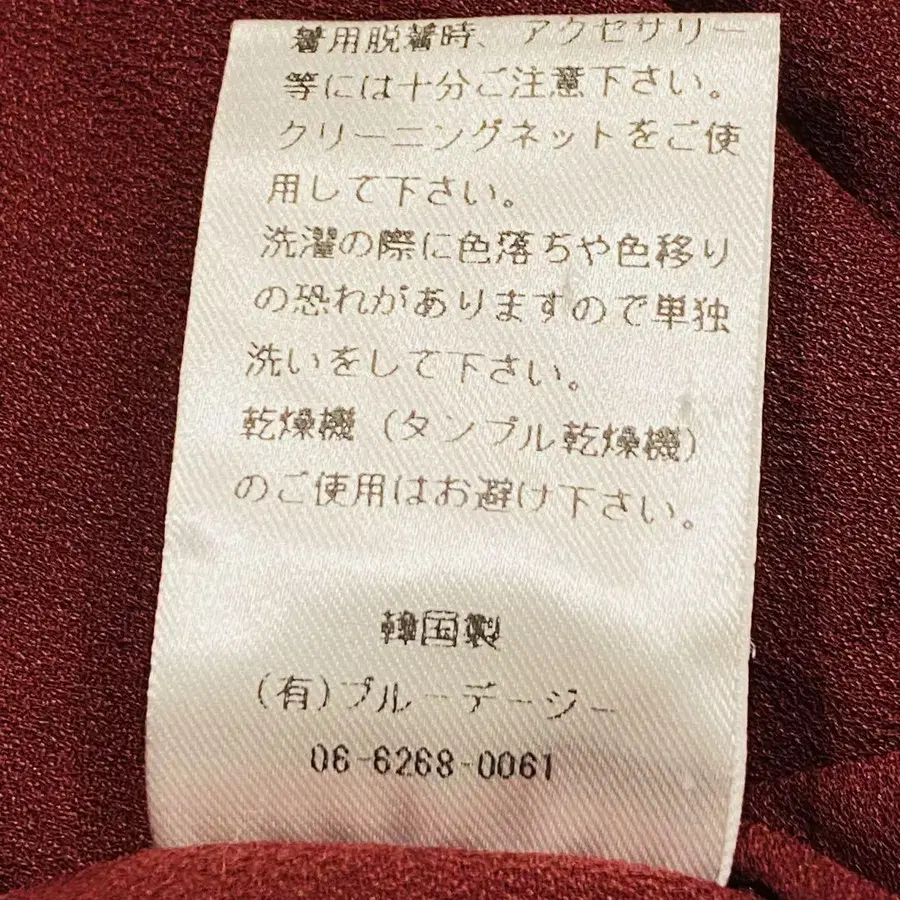 着用脱着時、アクセサリー
等には十分ご注意下さい。
クリーニングネットをご使
用して下さい。
洗濯の際に色落ちや色移り
の恐れがありますので単独
洗いをして下さい。
乾燥機（タンブル乾燥機）
のご使用はお避け下さい。
韓国製
(有)ブルーデージー
06-6268-0061